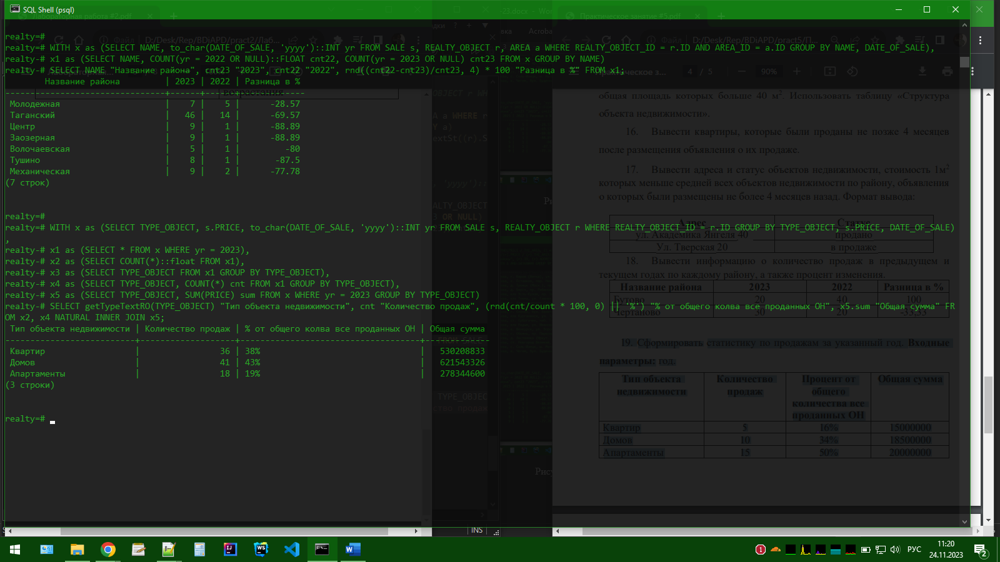 SQL Shell (psql)
realty=#
realty=# WITH x as (SELECT NAME, to_char(DATE_OF_SALE, 'yyyy')::INT yr FROM SALE s, REALTY_OBJECT r, AREA a WHERE REALTY_OBJECT_ID = r.ID AND AREA_ID = a.ID GROUP BY NAME, DATE_OF_SALE),
realty-# x1 as (SELECT NAME, COUNT(yr = 2022 OR NULL)::FLOAT cnt22, COUNT(yr = 2023 OR NULL) cnt23 FROM x GROUP BY NAME)
realty-# SELECT NAME "Название района", cnt23 "2023", cnt22 "2022", rnd((cnt22-cnt23)/cnt23, 4) * 100 "Разница в %" FROM x1;
Название района | 2023 | 2022 | Разница в %
--------------------------------+------+------+-------------
Молодежная | 7 | 5 | -28.57
Таганский | 46 | 14 | -69.57
Центр | 9 | 1 | -88.89
Заозерная | 9 | 1 | -88.89
Волочаевская | 5 | 1 | -80
Тушино | 8 | 1 | -87.5
Механическая | 9 | 2 | -77.78
(7 строк)
realty=#
realty=# WITH x as (SELECT TYPE_OBJECT, s.PRICE, to_char(DATE_OF_SALE, 'yyyy')::INT yr FROM SALE s, REALTY_OBJECT r WHERE REALTY_OBJECT_ID = r.ID GROUP BY TYPE_OBJECT, s.PRICE, DATE_OF_SALE)
,
realty-# x1 as (SELECT * FROM x WHERE yr = 2023),
realty-# x2 as (SELECT COUNT(*)::float FROM x1),
realty-# x3 as (SELECT TYPE_OBJECT FROM x1 GROUP BY TYPE_OBJECT),
realty-# x4 as (SELECT TYPE_OBJECT, COUNT(*) cnt FROM x1 GROUP BY TYPE_OBJECT),
realty-# x5 as (SELECT TYPE_OBJECT, SUM(PRICE) sum FROM x WHERE yr = 2023 GROUP BY TYPE_OBJECT)
realty-# SELECT getTypeTextRO(TYPE_OBJECT) "Тип объекта недвижимости", cnt "Количество продаж", (rnd(cnt/count * 100, 0) || '%') "% от общего колва все проданных ОН", x5.sum "Общая сумма" FR
OM x2, x4 NATURAL INNER JOIN x5;
Тип объекта недвижимости | Количество продаж | % от общего колва все проданных ОН | Общая сумма
--------------------------+-------------------+------------------------------------+-------------
Квартир | 36 | 38% | 530208833
Домов | 41 | 43% | 621543326
Апартаменты | 18 | 19% | 278344600
(3 строки)
realty=#
4 / 5
90%
общая площадь которых больше 40 м2. Использовать таблицу «Структура
объекта недвижимости».
16. Вывести квартиры, которые были проданы не позже 4 месяцев
после размещения объявления о их продаже.
17. Вывести адреса и статус объектов недвижимости, стоимость 1м2
которых меньше средней всех объектов недвижимости по району, объявления
о которых были размещены не более 4 месяцев назад. Формат вывода:
Адрес Статус
ул. Академика Янгеля 40 продано
Ул. Тверская 20 в продаже
18. Вывести информацию о количество продаж в предыдущем и
текущем годах по каждому району, а также процент изменения.
Название района 2023 2022 Разница в %
Бутово 20 40 100
Чертаново 30 20 -33,33
19. Сформировать статистику по продажам за указанный год. Входные
параметры: год.
Тип объекта недвижимости Количество продаж Процент от общего количества все проданных ОН Общая сумма
Квартир 5 16% 15000000
Домов 10 34% 18500000
Апартаменты 15 50% 20000000
INS
РУС
11:20
24.11.2023
2